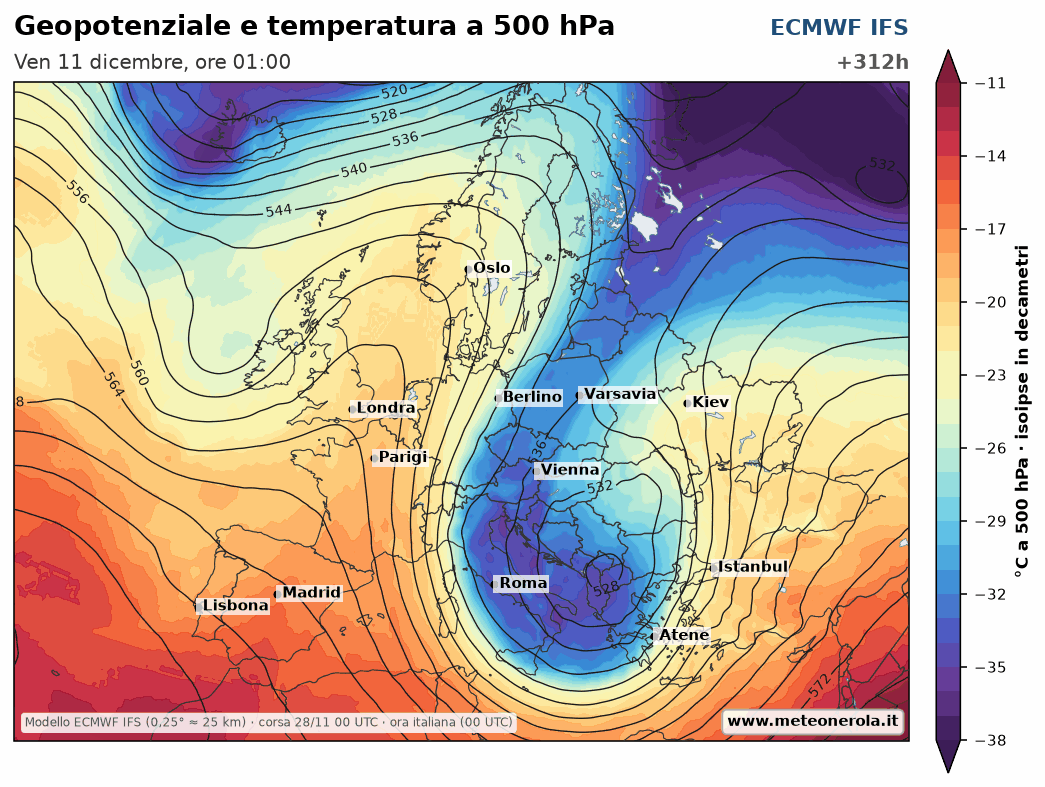 Geopotenziale e temperatura a 500 hPa
ECMWF IFS
Ven 11 dicembre, ore 01:00
+312h
520
528
536
540
544
556
532
560
564
8
536
532
528
572
Oslo
Berlino
Varsavia
Kiev
Londra
Parigi
Vienna
Roma
Istanbul
Madrid
Lisbona
Atene
Modello ECMWF IFS (0,25° ≈ 25 km) · corsa 28/11 00 UTC · ora italiana (00 UTC)
www.meteonerola.it
−11
−14
−17
−20
−23
−26
−29
−32
−35
−38
°C a 500 hPa · isoipse in decametri